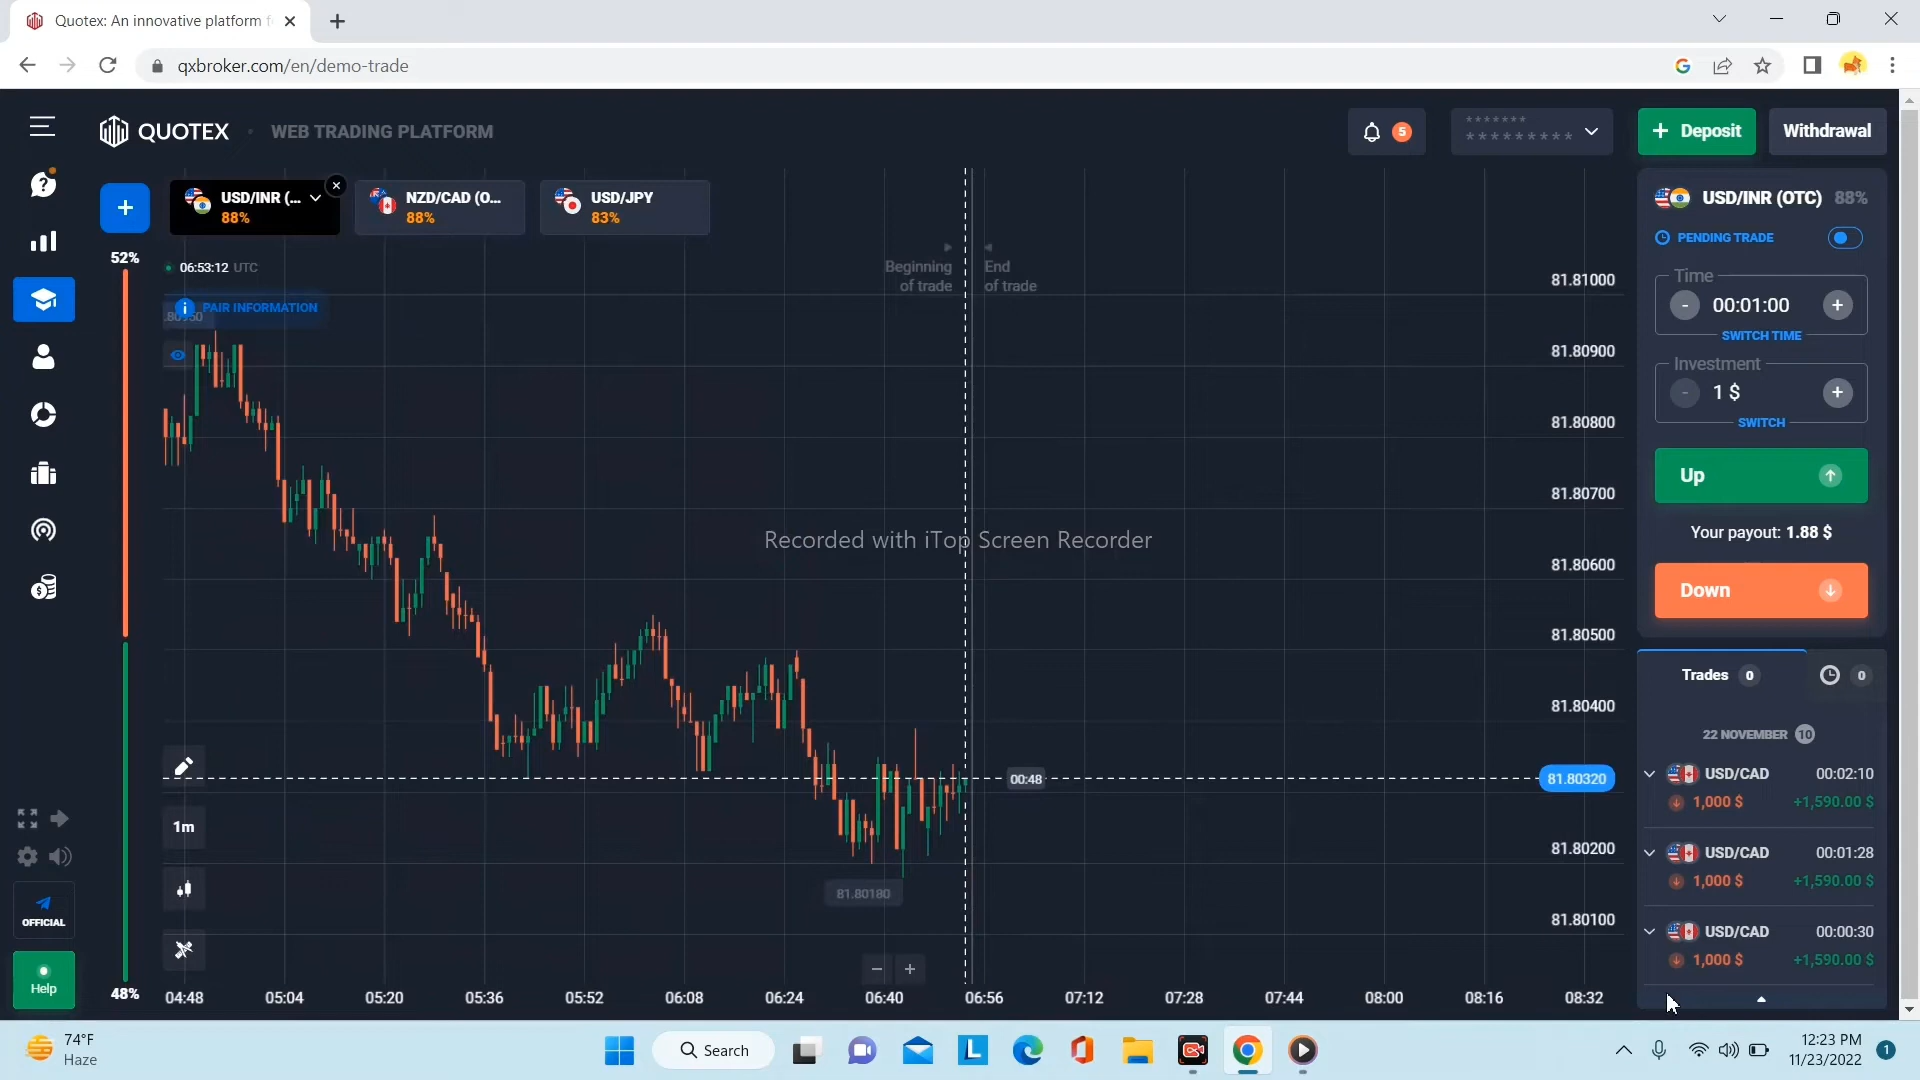 Quotex: An innovative platform f
qxbroker.com/en/demo-trade
QUOTEX
WEB TRADING PLATFORM
5
*******
*********
+ Deposit
Withdrawal
USD/INR (...
88%
NZD/CAD (O...
88%
USD/JPY
83%
52%
06:53:12 UTC
PAIR INFORMATION
Beginning
of trade
End
of trade
81.81000
81.80900
81.80800
81.80700
81.80600
81.80500
81.80400
81.80320
81.80200
81.80100
Recorded with iTop Screen Recorder
00:48
81.80180
1m
48%
04:48 05:04 05:20 05:36 05:52 06:08 06:24 06:40 06:56 07:12 07:28 07:44 08:00 08:16 08:32
OFFICIAL
Help
USD/INR (OTC) 88%
PENDING TRADE
Time
- 00:01:00 +
SWITCH TIME
Investment
- 1 $ +
SWITCH
Up
Your payout: 1.88 $
Down
Trades 0
0
22 NOVEMBER 10
USD/CAD 00:02:10
1,000 $ +1,590.00 $
USD/CAD 00:01:28
1,000 $ +1,590.00 $
USD/CAD 00:00:30
1,000 $ +1,590.00 $
74°F
Haze
Search
L
12:23 PM
11/23/2022
1